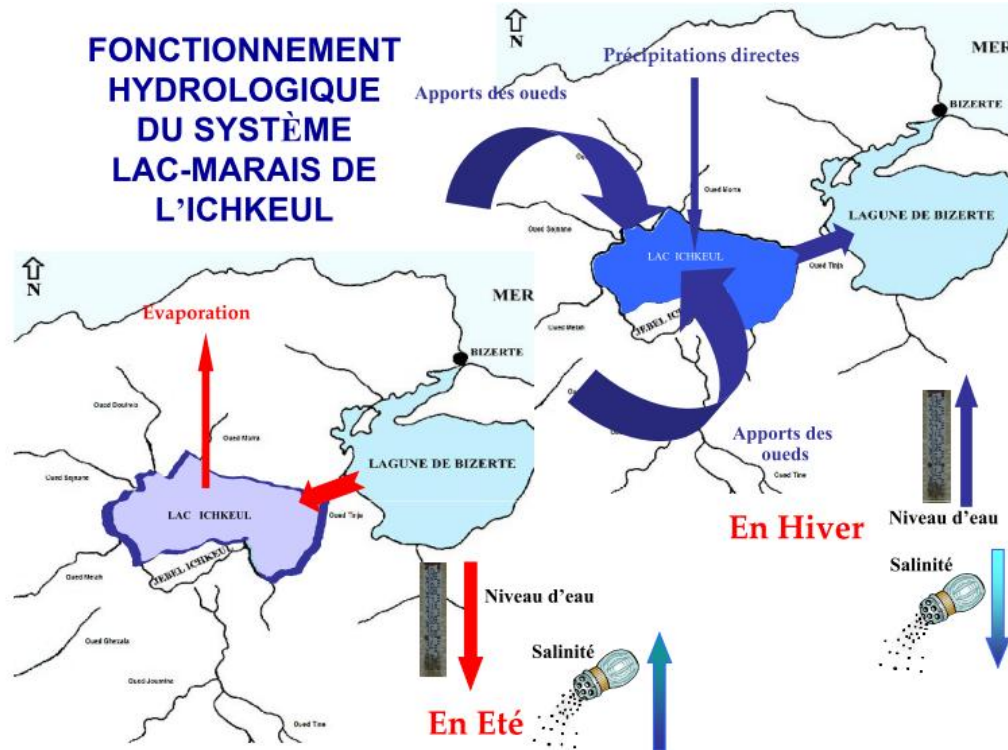 FONCTIONNEMENT
HYDROLOGIQUE
DU SYSTÈME
LAC-MARAIS DE
L'ICHKEUL
N
MER
Précipitations directes
Apports des oueds
BIZERTE
Oued Morra
LAGUNE DE BIZERTE
Oued Sejnane
LAC ICHKEUL
Oued Tinja
Oued Melah
Apports des
oueds
Oued Tine
En Hiver
Niveau d'eau
Salinité
N
MER
Evaporation
BIZERTE
Oued Douimis
Oued Morra
LAGUNE DE BIZERTE
Oued Sejnane
LAC ICHKEUL
Oued Tinja
JEBEL ICHKEUL
Oued Melah
Niveau d'eau
Oued Ghezala
Salinité
Oued Joumine
En Eté
Oued Tine